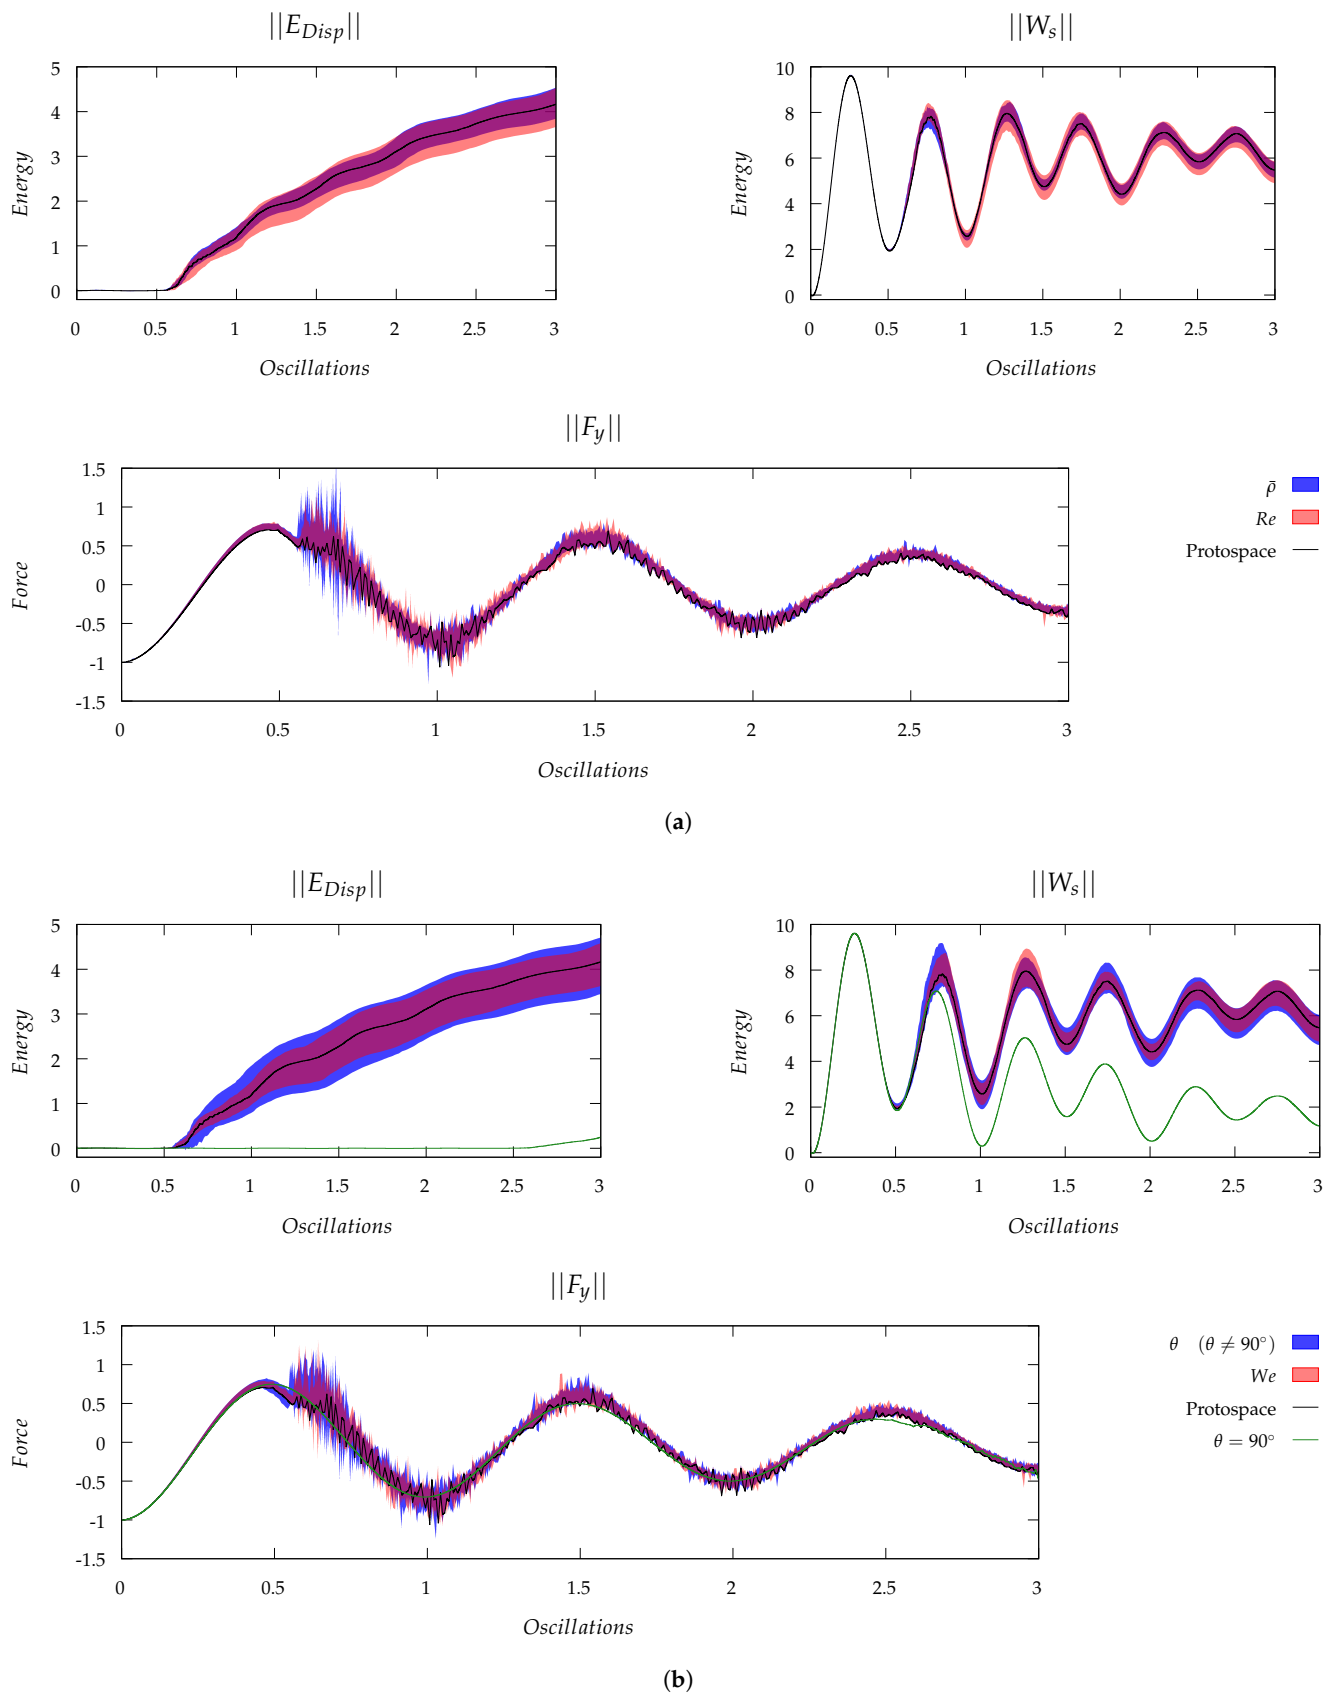 ||E_Disp||
||W_s||
5
4
3
2
1
0
Energy
0 0.5 1 1.5 2 2.5 3
Oscillations
10
8
6
4
2
0
Energy
0 0.5 1 1.5 2 2.5 3
Oscillations
||F_y||
1.5
1
0.5
0
-0.5
-1
-1.5
Force
0 0.5 1 1.5 2 2.5 3
Oscillations
ρ̄
Re
Protospace
(a)
||E_Disp||
||W_s||
5
4
3
2
1
0
Energy
0 0.5 1 1.5 2 2.5 3
Oscillations
10
8
6
4
2
0
Energy
0 0.5 1 1.5 2 2.5 3
Oscillations
||F_y||
1.5
1
0.5
0
-0.5
-1
-1.5
Force
0 0.5 1 1.5 2 2.5 3
Oscillations
θ (θ ≠ 90°)
We
Protospace
θ = 90°
(b)